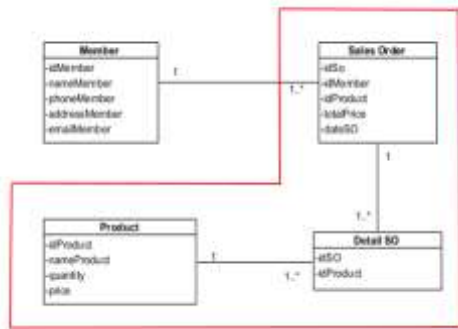 Member
-idMember
-nameMember
-phoneMember
-addressMember
-emailMember
1
1..*
Sales Order
-idSo
-idMember
-idProduct
-totalPrice
-dateSO
1
1..*
Product
-idProduct
-nameProduct
-quantity
-price
1
1..*
Detail SO
-idSO
-idProduct